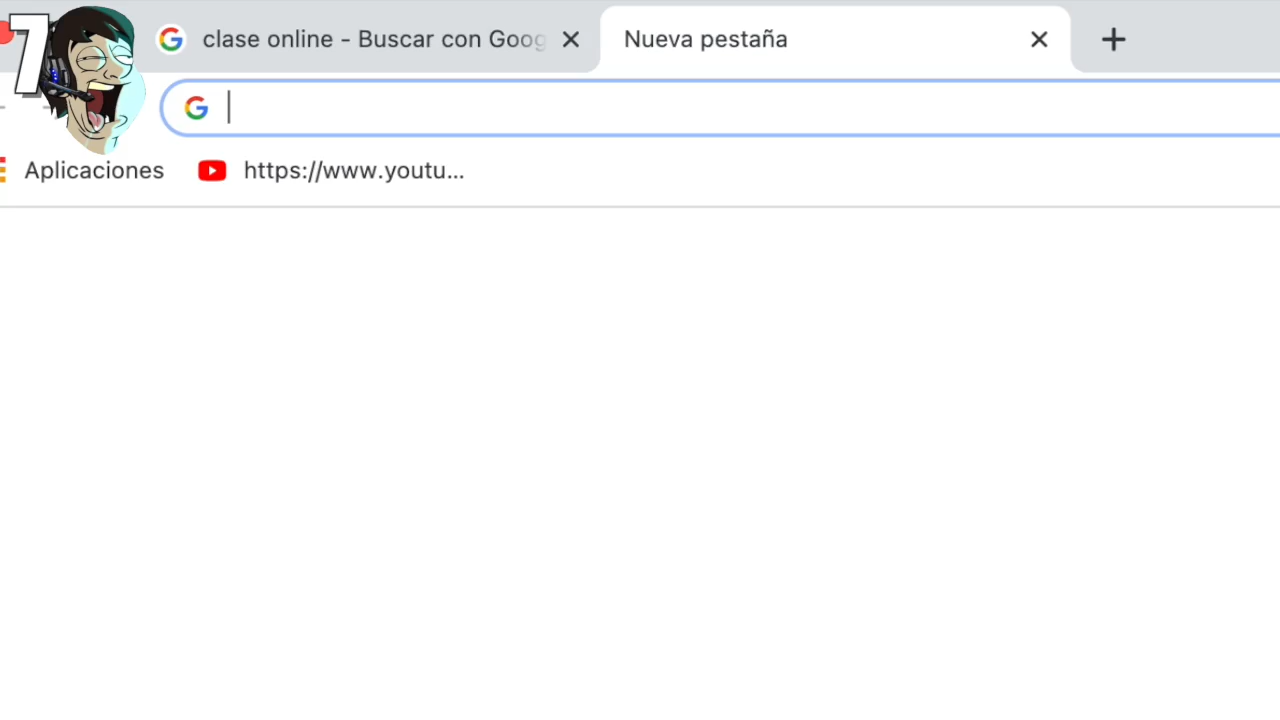 7
clase online - Buscar con Goog
Nueva pestaña
Aplicaciones
https://www.youtu...